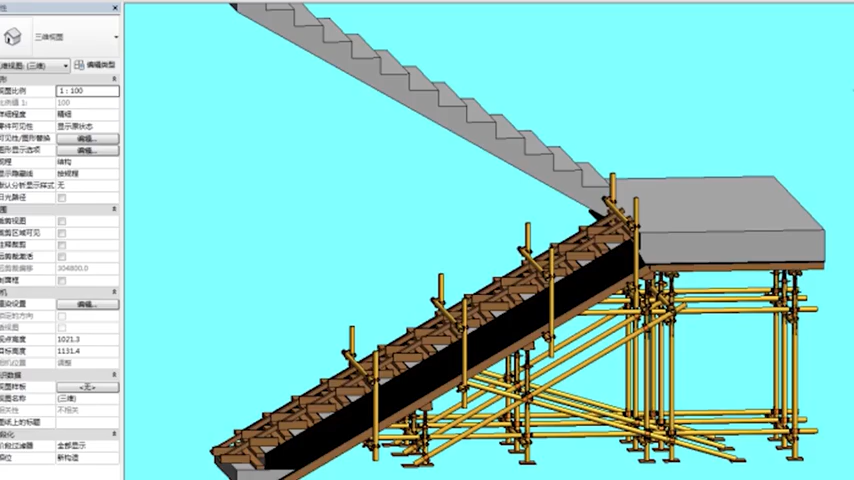 性
三维视图
维视图: (三维)
编辑类型
形
视图比例 1 : 100
比例值 1: 100
详细程度 精细
零件可见性 显示原状态
可见性/图形替换 编辑...
图形显示选项 编辑...
规程 结构
显示隐藏线 按规程
默认分析显示样式 无
日光路径
围
裁剪视图
裁剪区域可见
注释裁剪
远剪裁激活
远剪裁偏移 304800.0
剖面框
机
渲染设置 编辑...
锁定的方向
透视图
视点高度 1021.3
目标高度 1131.4
相机位置 调整
识数据
视图样板 <无>
视图名称 {三维}
相关性 不相关
图纸上的标题
段化
阶段过滤器 全部显示
相位 新构造